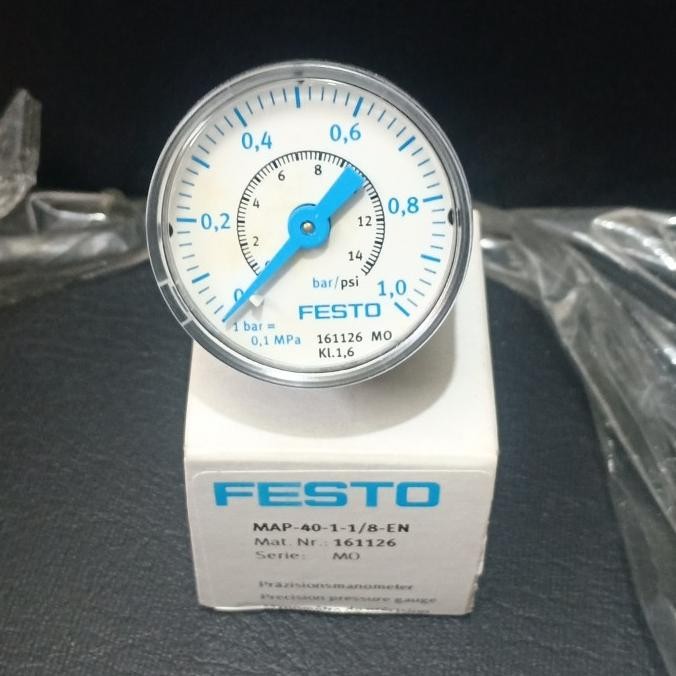 0,4 0,6
0,2 0,8
0 1,0
2 4 6 8 12 14
bar/psi
FESTO
1 bar =
0,1 MPa
161126 MO
Kl.1,6
FESTO
MAP-40-1-1/8-EN
Mat. Nr.: 161126
Serie: MO
Präzisionsmanometer
Precision pressure gauge